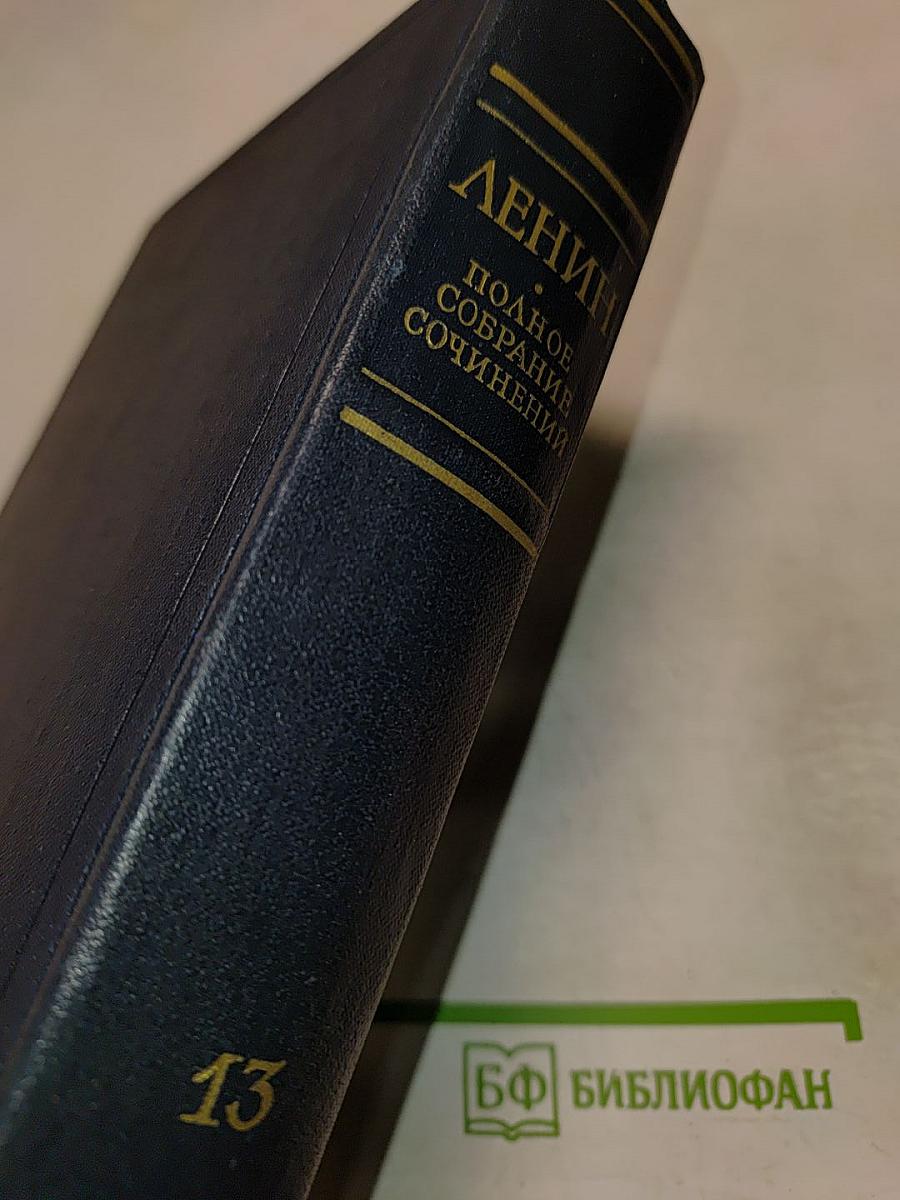 ЛЕНИН
•
ПОЛНОЕ
СОБРАНИЕ
СОЧИНЕНИЙ
13
БФ БИБЛИОФАН